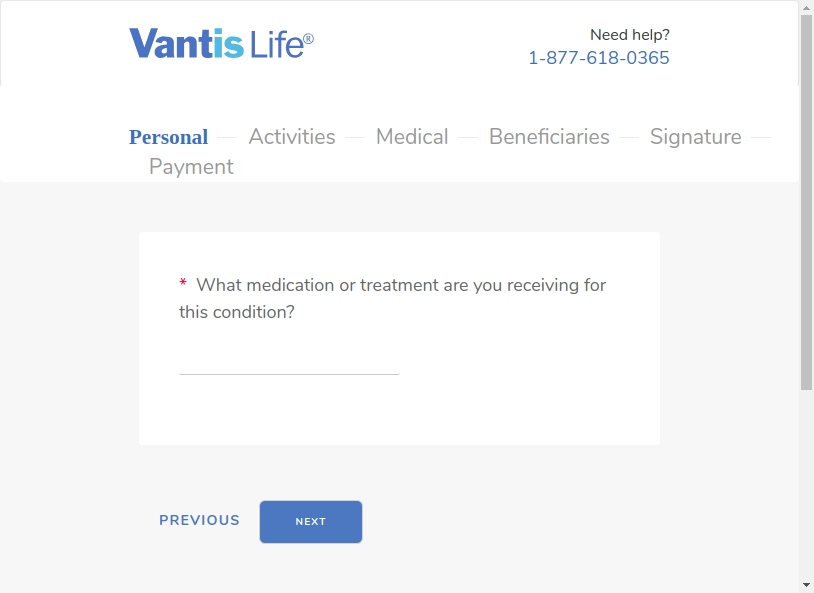 Vantis Life®
Need help?
1-877-618-0365
Personal Activities Medical Beneficiaries Signature
Payment
* What medication or treatment are you receiving for
this condition?
PREVIOUS
NEXT